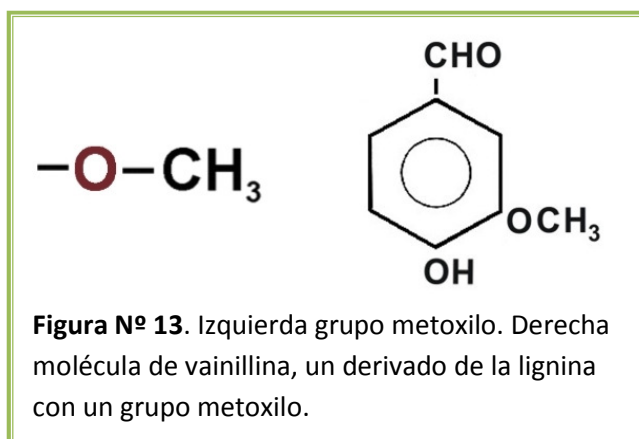 CHO
–O–CH₃
OCH₃
OH
Figura Nº 13. Izquierda grupo metoxilo. Derecha
molécula de vainillina, un derivado de la lignina
con un grupo metoxilo.